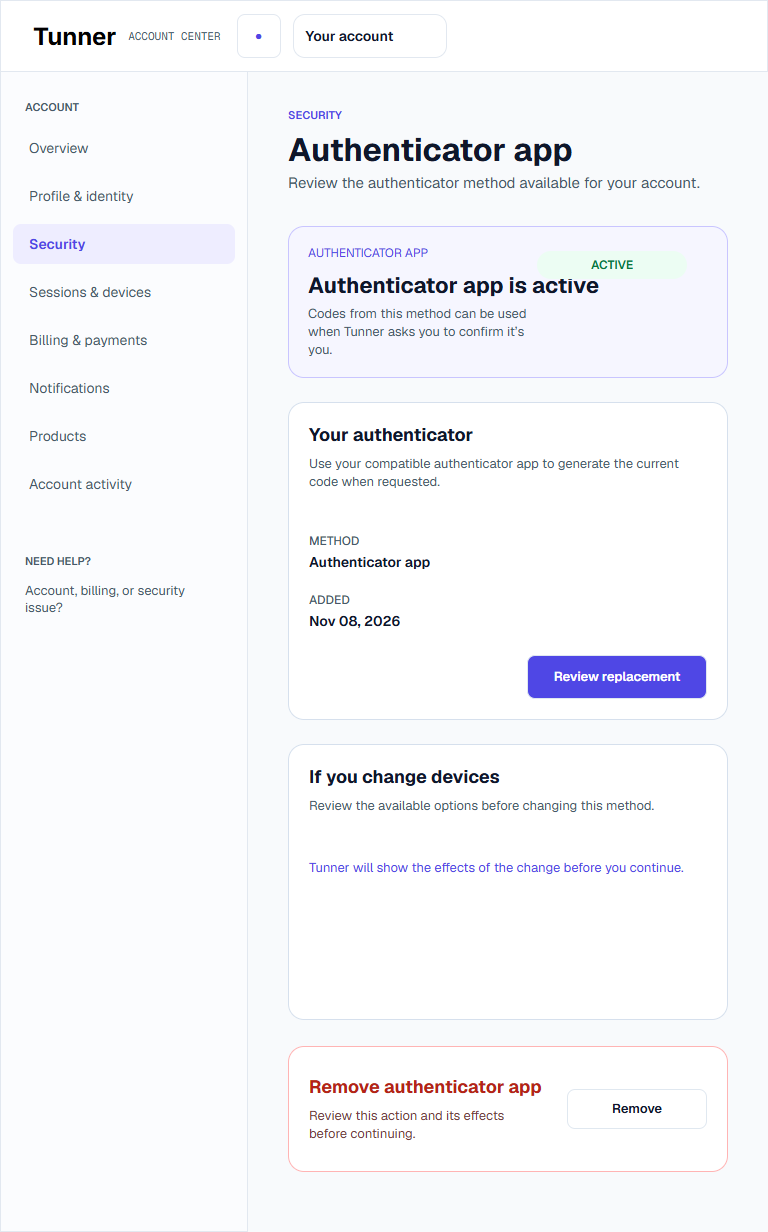 Tunner ACCOUNT CENTER Your account
ACCOUNT
Overview
Profile & identity
Security
Sessions & devices
Billing & payments
Notifications
Products
Account activity
NEED HELP?
Account, billing, or security
issue?
SECURITY
Authenticator app
Review the authenticator method available for your account.
AUTHENTICATOR APP
ACTIVE
Authenticator app is active
Codes from this method can be used
when Tunner asks you to confirm it's
you.
Your authenticator
Use your compatible authenticator app to generate the current
code when requested.
METHOD
Authenticator app
ADDED
Nov 08, 2026
Review replacement
If you change devices
Review the available options before changing this method.
Tunner will show the effects of the change before you continue.
Remove authenticator app
Review this action and its effects
before continuing.
Remove